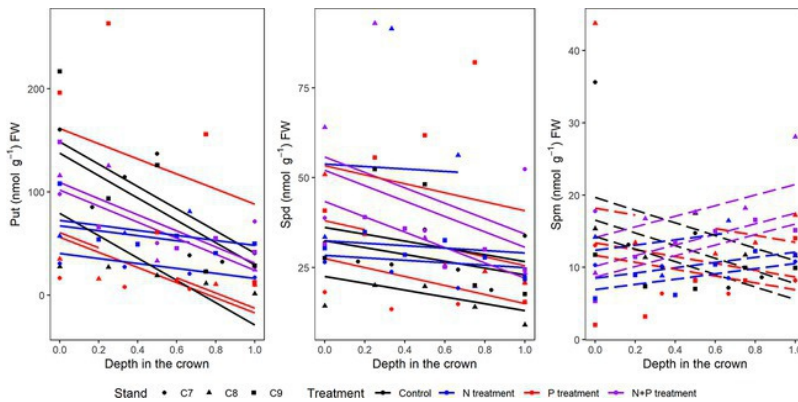 Put (nmol g⁻¹) FW
200
100
0
0.0 0.2 0.4 0.6 0.8 1.0
Depth in the crown
Spd (nmol g⁻¹) FW
75
50
25
0.0 0.2 0.4 0.6 0.8 1.0
Depth in the crown
Spm (nmol g⁻¹) FW
40
30
20
10
0
0.0 0.2 0.4 0.6 0.8 1.0
Depth in the crown
Stand C7 C8 C9 Treatment Control N treatment P treatment N+P treatment